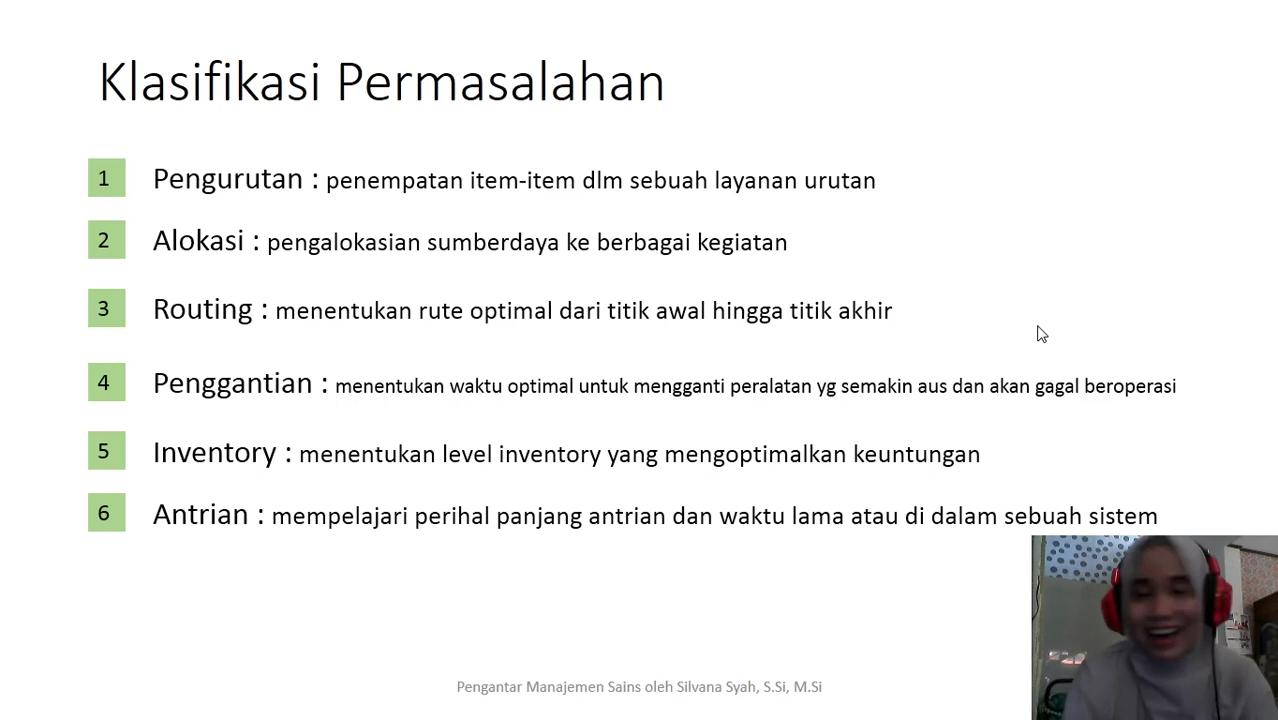 Klasifikasi Permasalahan
1 Pengurutan : penempatan item-item dlm sebuah layanan urutan
2 Alokasi : pengalokasian sumberdaya ke berbagai kegiatan
3 Routing : menentukan rute optimal dari titik awal hingga titik akhir
4 Penggantian : menentukan waktu optimal untuk mengganti peralatan yg semakin aus dan akan gagal beroperasi
5 Inventory : menentukan level inventory yang mengoptimalkan keuntungan
6 Antrian : mempelajari perihal panjang antrian dan waktu lama atau di dalam sebuah sistem
Pengantar Manajemen Sains oleh Silvana Syah, S.Si, M.Si